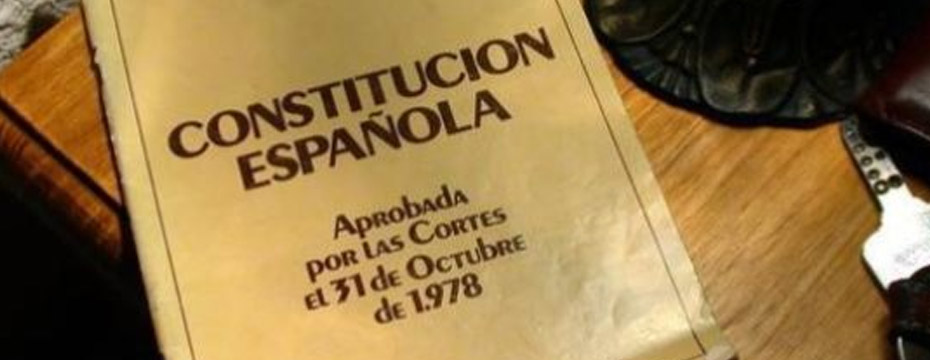 CONSTITUCION
ESPAÑOLA
Aprobada
por las Cortes
el 31 de Octubre
de 1.978